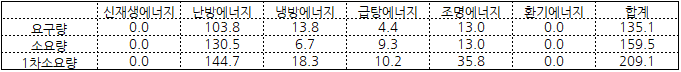 신재생에너지 난방에너지 냉방에너지 급탕에너지 조명에너지 환기에너지 합계
요구량 0.0 103.8 13.8 4.4 13.0 0.0 135.1
소요량 0.0 130.5 6.7 9.3 13.0 0.0 159.5
1차소요량 0.0 144.7 18.3 10.2 35.8 0.0 209.1